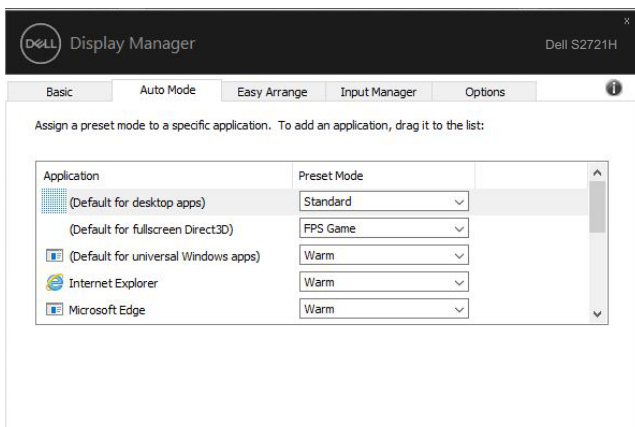 x
DELL Display Manager Dell S2721H
Basic Auto Mode Easy Arrange Input Manager Options
Assign a preset mode to a specific application. To add an application, drag it to the list:
Application Preset Mode
(Default for desktop apps) Standard
(Default for fullscreen Direct3D) FPS Game
(Default for universal Windows apps) Warm
Internet Explorer Warm
Microsoft Edge Warm